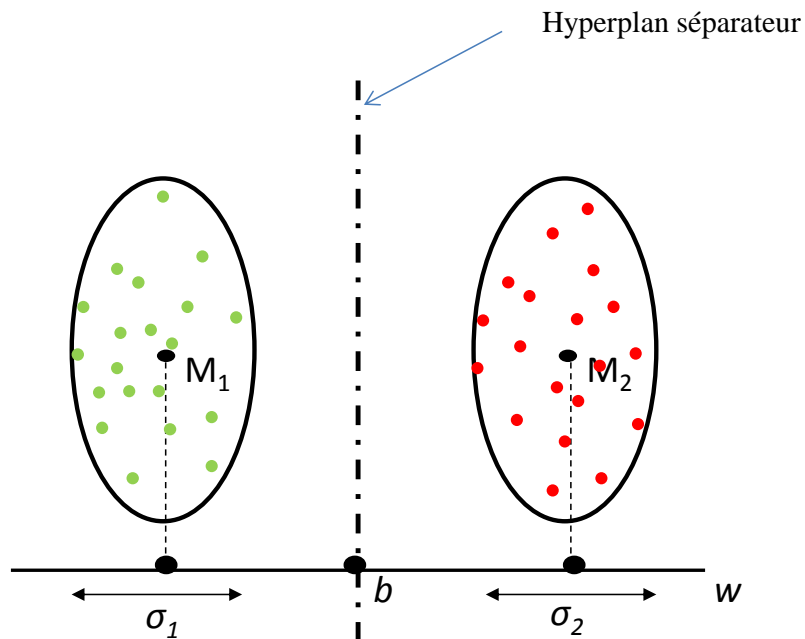 Hyperplan séparateur
M₁
M₂
b
w
σ₁
σ₂